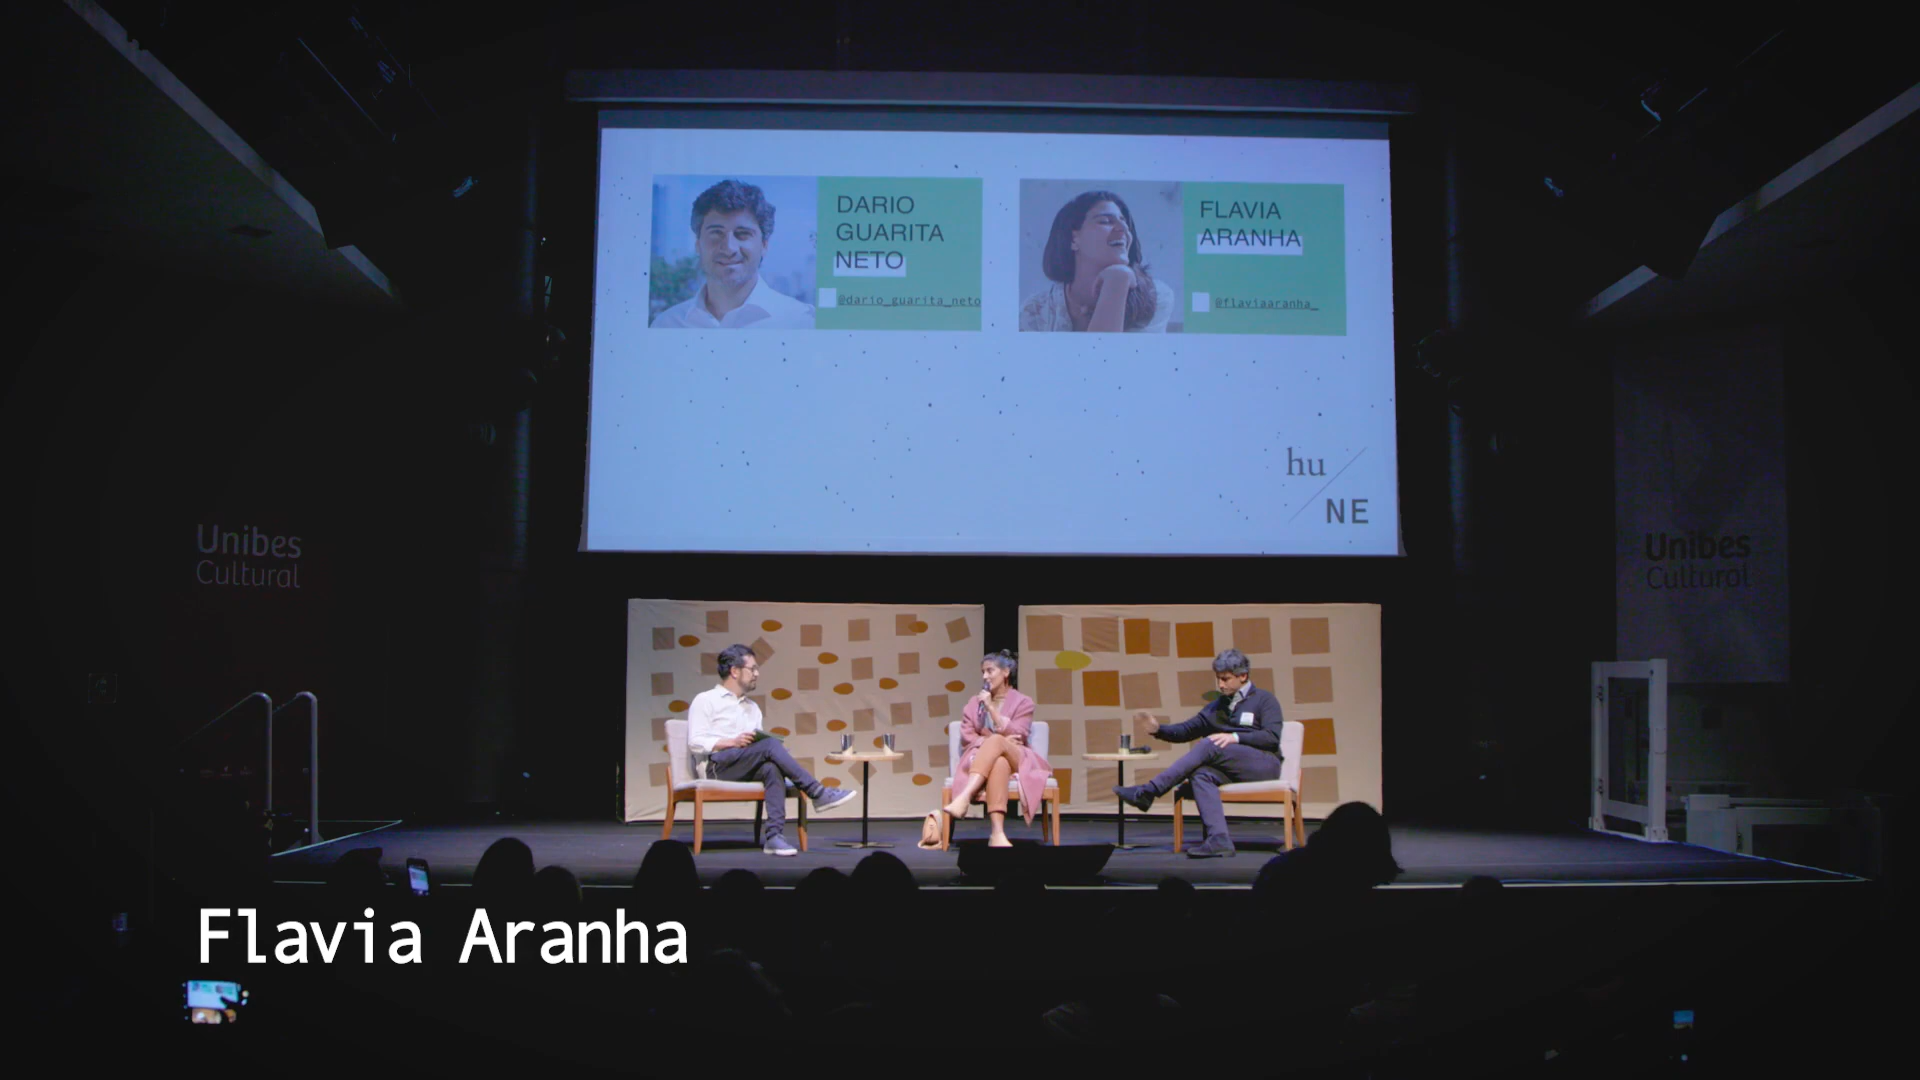 DARIO
GUARITA
NETO
@dario_guarita_neto
FLAVIA
ARANHA
@flaviaaranha_
hu
NE
Unibes
Cultural
Unibes
Cultural
Flavia Aranha